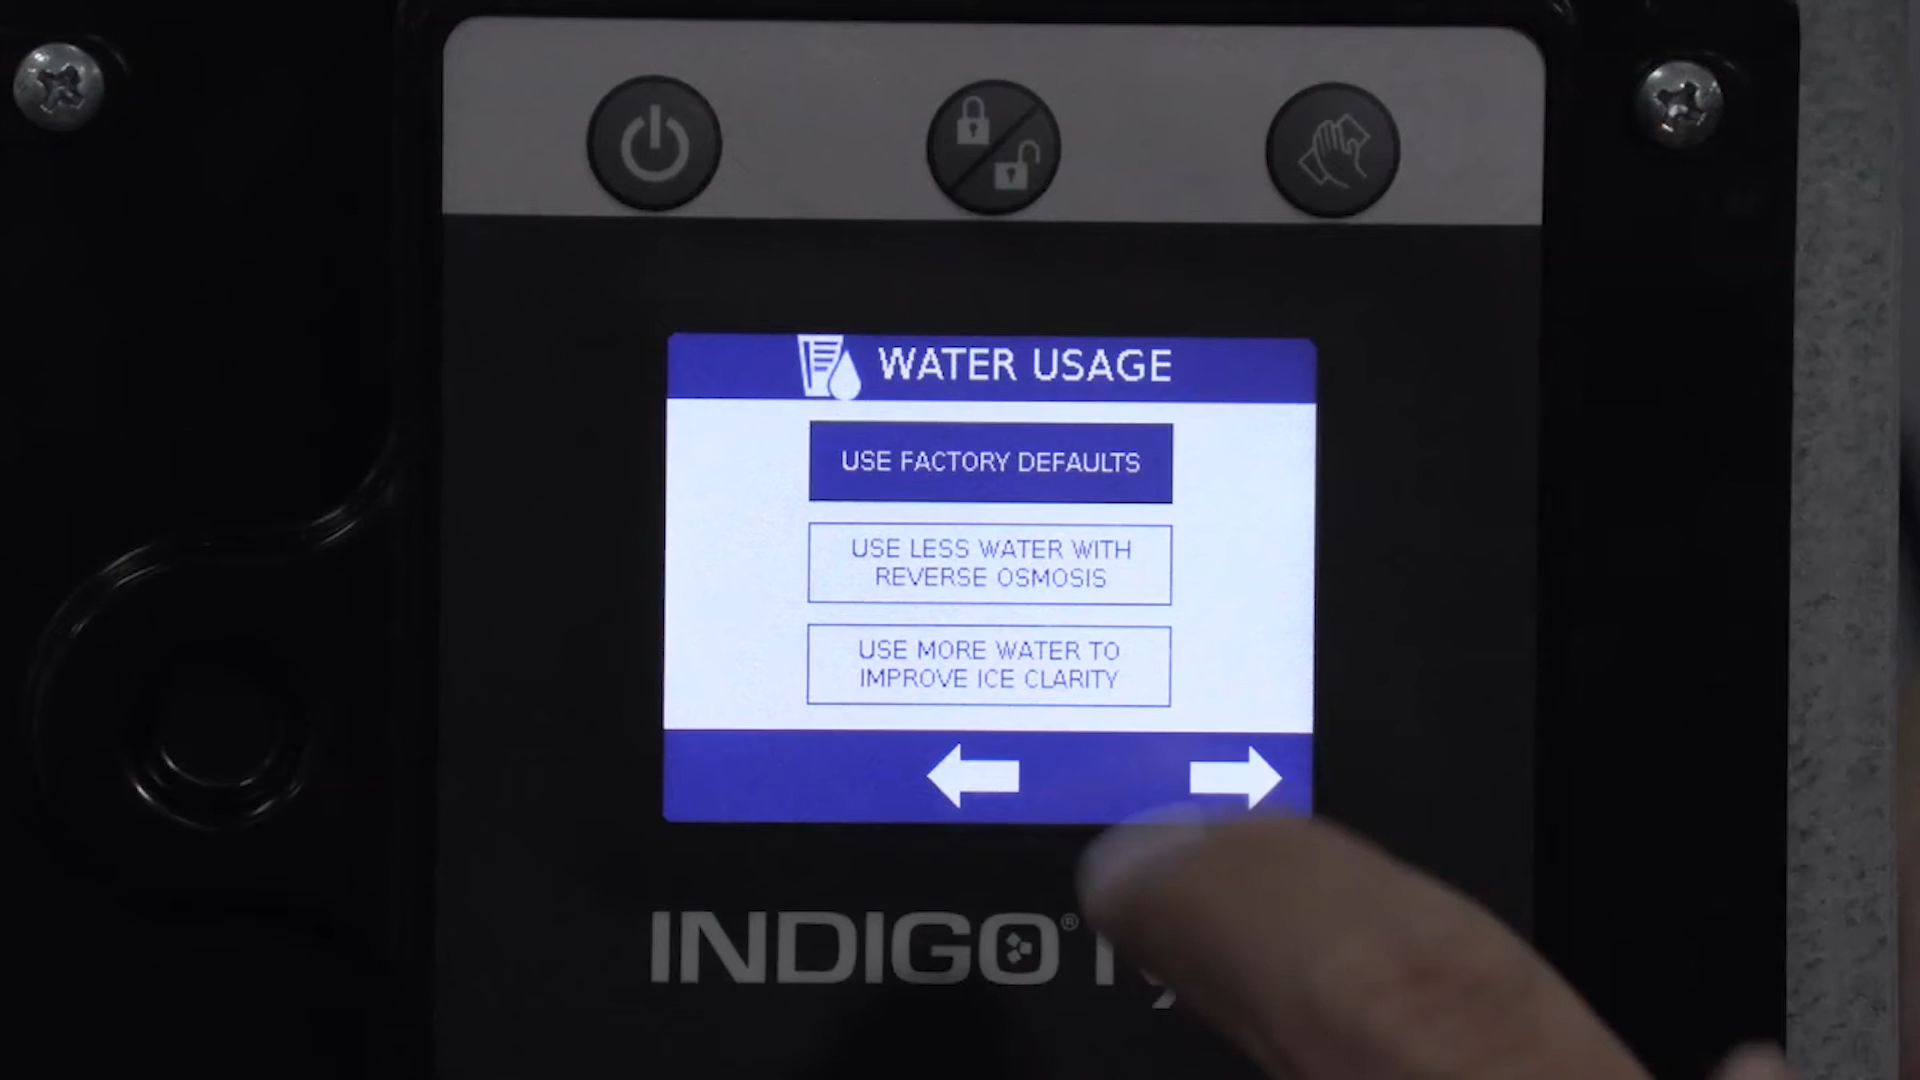 WATER USAGE
USE FACTORY DEFAULTS
USE LESS WATER WITH
REVERSE OSMOSIS
USE MORE WATER TO
IMPROVE ICE CLARITY
INDIGO®